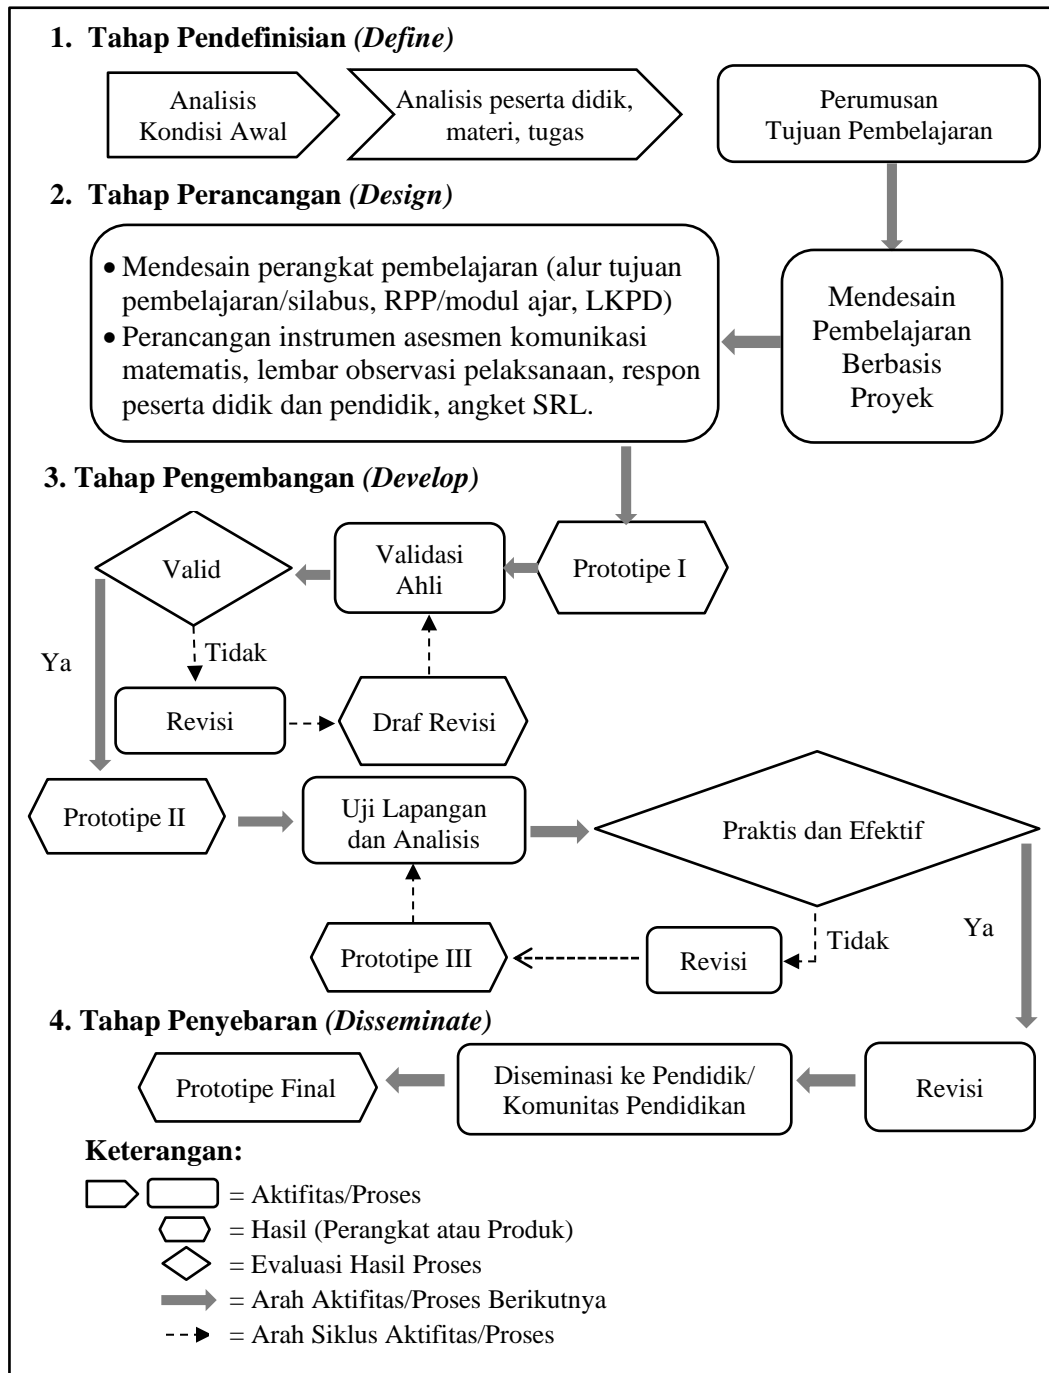 1. Tahap Pendefinisian (Define)
Analisis
Kondisi Awal
Analisis peserta didik,
materi, tugas
Perumusan
Tujuan Pembelajaran
2. Tahap Perancangan (Design)
• Mendesain perangkat pembelajaran (alur tujuan
pembelajaran/silabus, RPP/modul ajar, LKPD)
• Perancangan instrumen asesmen komunikasi
matematis, lembar observasi pelaksanaan, respon
peserta didik dan pendidik, angket SRL.
Mendesain
Pembelajaran
Berbasis
Proyek
3. Tahap Pengembangan (Develop)
Valid
Validasi
Ahli
Prototipe I
Ya
Tidak
Revisi
Draf Revisi
Prototipe II
Uji Lapangan
dan Analisis
Praktis dan Efektif
Prototipe III
Revisi
Tidak
Ya
4. Tahap Penyebaran (Disseminate)
Prototipe Final
Diseminasi ke Pendidik/
Komunitas Pendidikan
Revisi
Keterangan:
= Aktifitas/Proses
= Hasil (Perangkat atau Produk)
= Evaluasi Hasil Proses
= Arah Aktifitas/Proses Berikutnya
= Arah Siklus Aktifitas/Proses